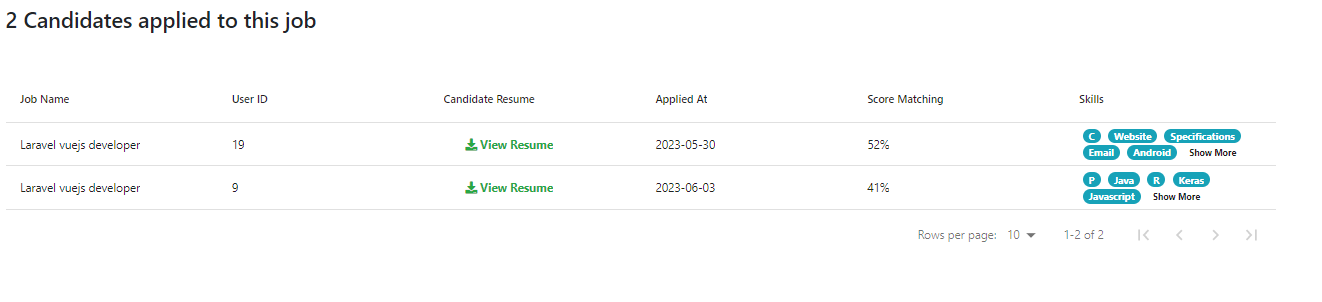 2 Candidates applied to this job
Job Name User ID Candidate Resume Applied At Score Matching Skills
Laravel vuejs developer 19 View Resume 2023-05-30 52% C Website Specifications
Email Android Show More
Laravel vuejs developer 9 View Resume 2023-06-03 41% P Java R Keras
Javascript Show More
Rows per page: 10 1-2 of 2